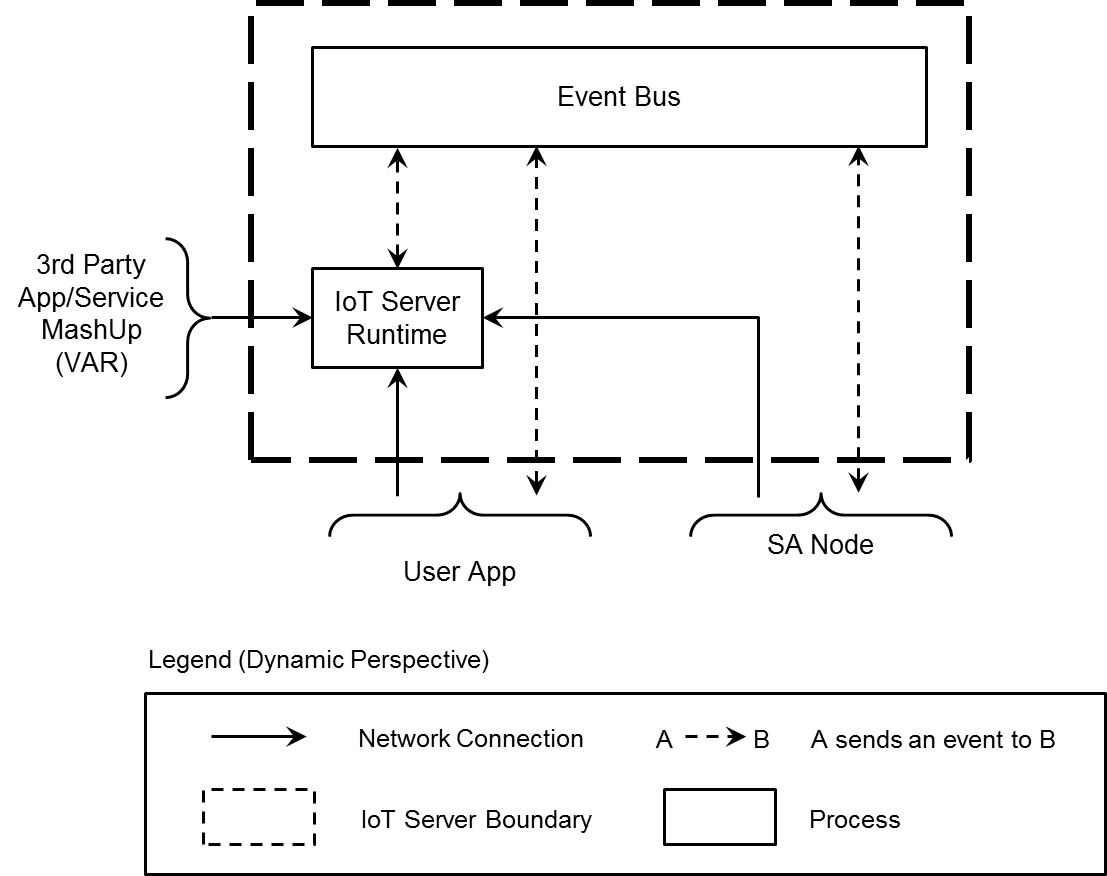 Event Bus
3rd Party
App/Service
MashUp
(VAR)
IoT Server
Runtime
User App
SA Node
Legend (Dynamic Perspective)
Network Connection
A B
A sends an event to B
IoT Server Boundary
Process